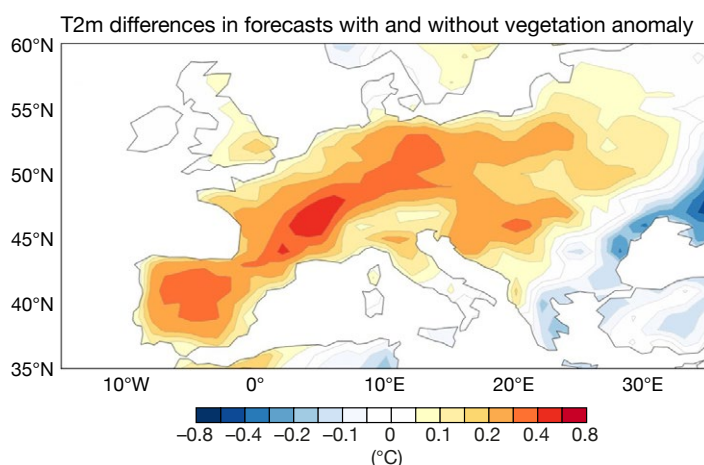 T2m differences in forecasts with and without vegetation anomaly
60°N
55°N
50°N
45°N
40°N
35°N
10°W 0° 10°E 20°E 30°E
–0.8 –0.4 –0.2 –0.1 0 0.1 0.2 0.4 0.8
(°C)